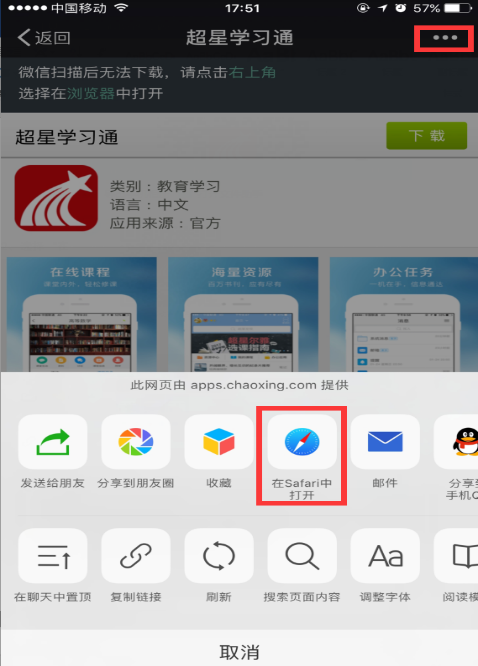 中国移动 17:51 57%
返回 超星学习通
微信扫描后无法下载，请点击右上角
选择在浏览器中打开
超星学习通 下 载
类别：教育学习
语言：中文
应用来源：官方
在线课程 海量资源 办公任务
此网页由 apps.chaoxing.com 提供
发送给朋友 分享到朋友圈 收藏 在Safari中 邮件 分享到
打开 手机Q
在聊天中置顶 复制链接 刷新 搜索页面内容 调整字体 阅读模
Aa
取消